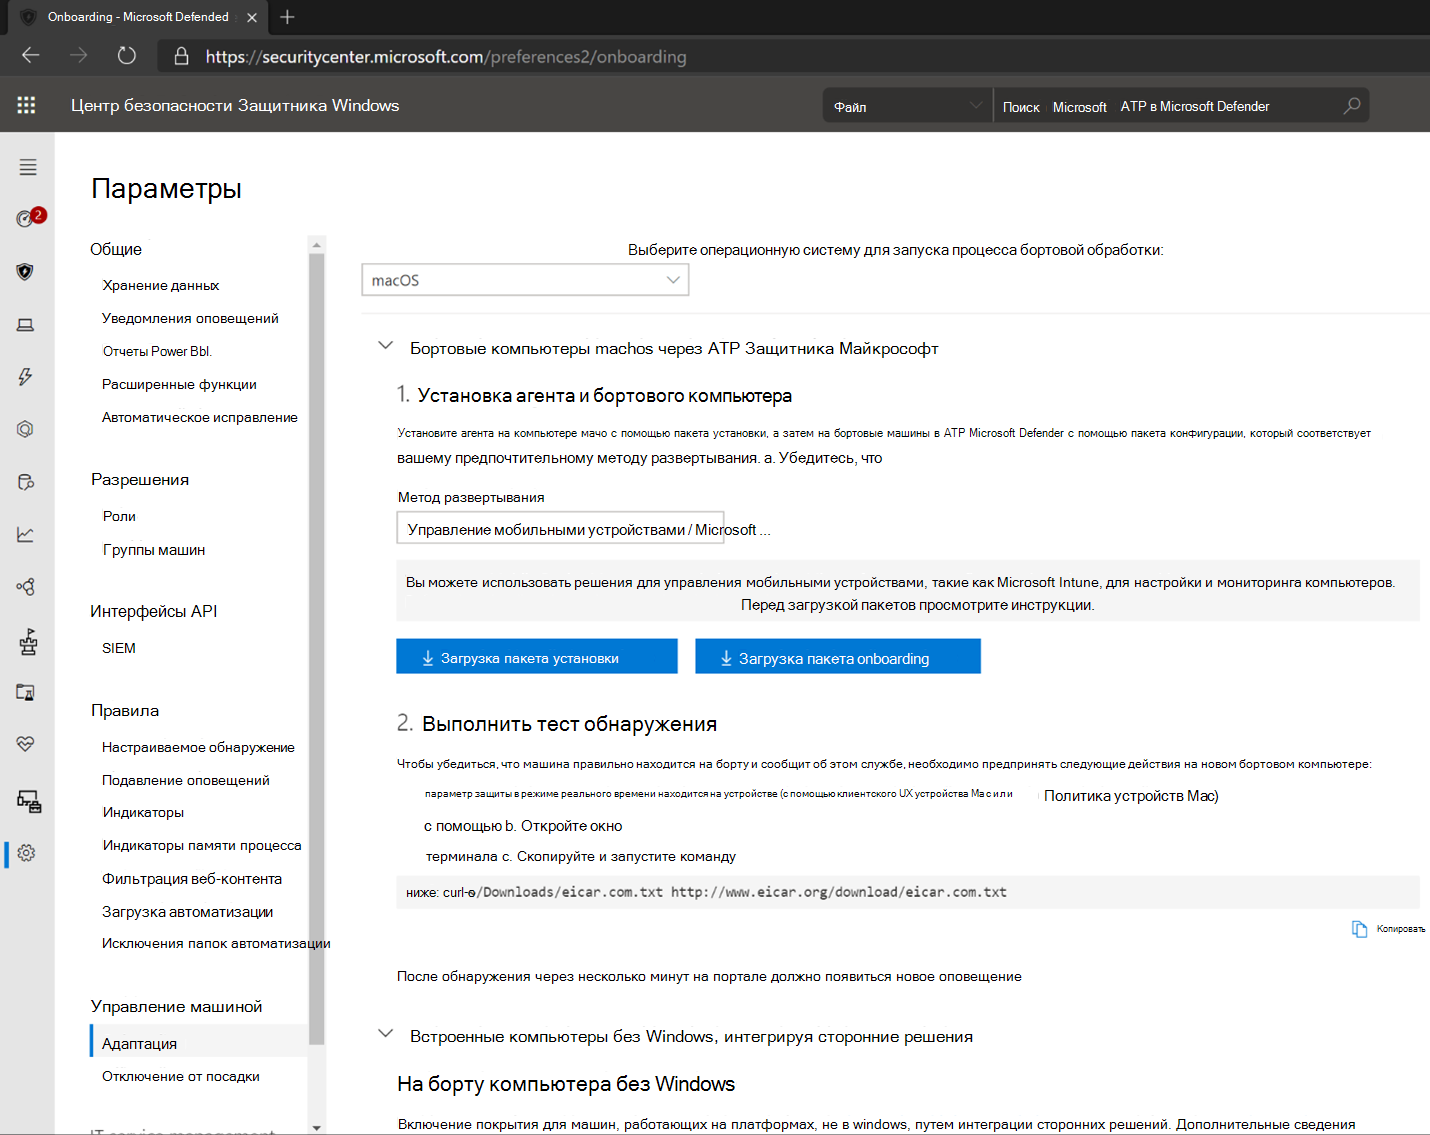 Onboarding - Microsoft Defended
https://securitycenter.microsoft.com/preferences2/onboarding
Центр безопасности Защитника Windows
Файл
Поиск Microsoft ATP в Microsoft Defender
2
Параметры
Общие
Хранение данных
Уведомления оповещений
Отчеты Power Bbl.
Расширенные функции
Автоматическое исправление
Разрешения
Роли
Группы машин
Интерфейсы API
SIEM
Правила
Настраиваемое обнаружение
Подавление оповещений
Индикаторы
Индикаторы памяти процесса
Фильтрация веб-контента
Загрузка автоматизации
Исключения папок автоматизации
Управление машиной
Адаптация
Отключение от посадки
IT service management
Выберите операционную систему для запуска процесса бортовой обработки:
macOS
Бортовые компьютеры machos через ATP Защитника Майкрософт
1. Установка агента и бортового компьютера
Установите агента на компьютере мачо с помощью пакета установки, а затем на бортовые машины в ATP Microsoft Defender с помощью пакета конфигурации, который соответствует
вашему предпочтительному методу развертывания. a. Убедитесь, что
Метод развертывания
Управление мобильными устройствами / Microsoft ...
Вы можете использовать решения для управления мобильными устройствами, такие как Microsoft Intune, для настройки и мониторинга компьютеров.
Перед загрузкой пакетов просмотрите инструкции.
Загрузка пакета установки
Загрузка пакета onboarding
2. Выполнить тест обнаружения
Чтобы убедиться, что машина правильно находится на борту и сообщит об этом службе, необходимо предпринять следующие действия на новом бортовом компьютере:
параметр защиты в режиме реального времени находится на устройстве (с помощью клиентского UX устройства Mac или Политика устройств Mac)
с помощью b. Откройте окно
терминала c. Скопируйте и запустите команду
ниже: curl-o/Downloads/eicar.com.txt http://www.eicar.org/download/eicar.com.txt
Копировать
После обнаружения через несколько минут на портале должно появиться новое оповещение
Встроенные компьютеры без Windows, интегрируя сторонние решения
На борту компьютера без Windows
Включение покрытия для машин, работающих на платформах, не в windows, путем интеграции сторонних решений. Дополнительные сведения